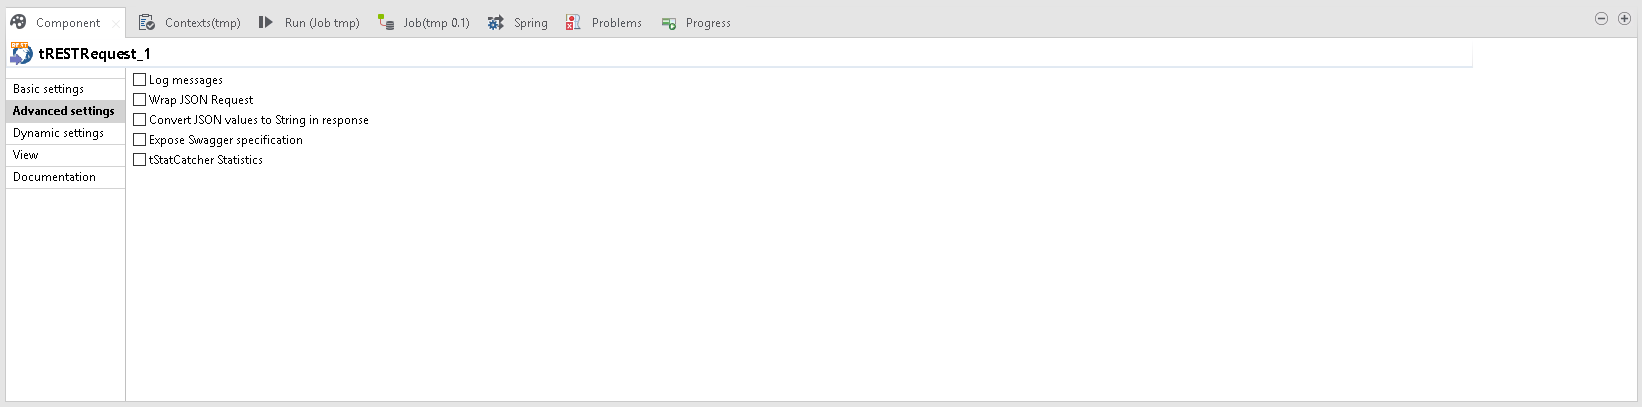 Component Contexts(tmp) Run (Job tmp) Job(tmp 0.1) Spring Problems Progress
REST
tRESTRequest_1
Basic settings
Advanced settings
Dynamic settings
View
Documentation
Log messages
Wrap JSON Request
Convert JSON values to String in response
Expose Swagger specification
tStatCatcher Statistics